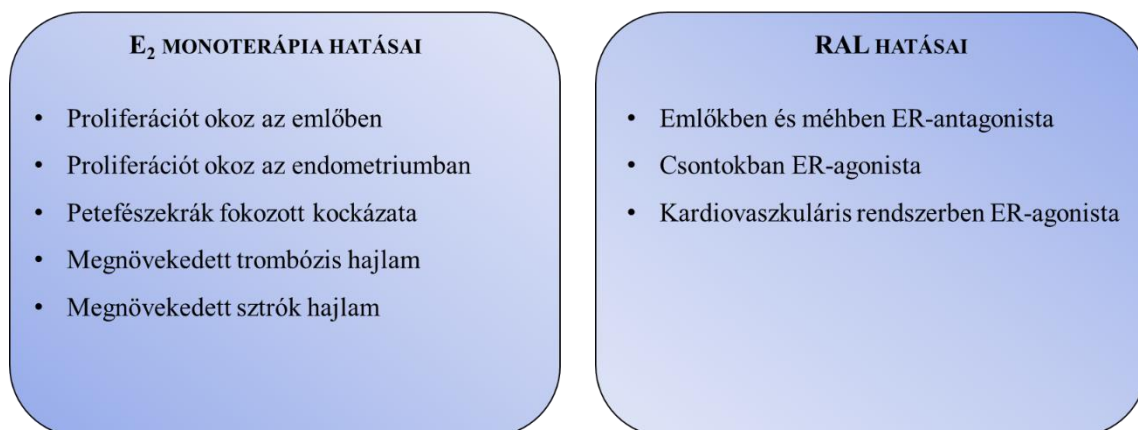 E₂ MONOTERÁPIA HATÁSAI
• Proliferációt okoz az emlőben
• Proliferációt okoz az endometriumban
• Petefészekrák fokozott kockázata
• Megnövekedett trombózis hajlam
• Megnövekedett sztrók hajlam
RAL HATÁSAI
• Emlőkben és méhben ER-antagonista
• Csontokban ER-agonista
• Kardiovaszkuláris rendszerben ER-agonista